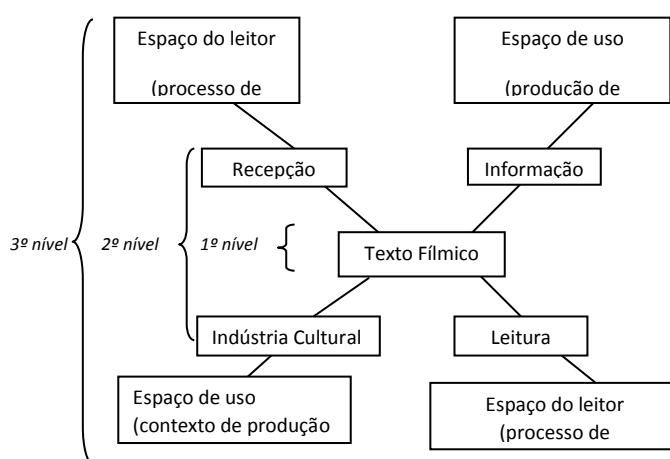 Espaço do leitor
(processo de
Espaço de uso
(produção de
Recepção
Informação
3º nível
2º nível
1º nível
Texto Fílmico
Indústria Cultural
Leitura
Espaço de uso
(contexto de produção
Espaço do leitor
(processo de